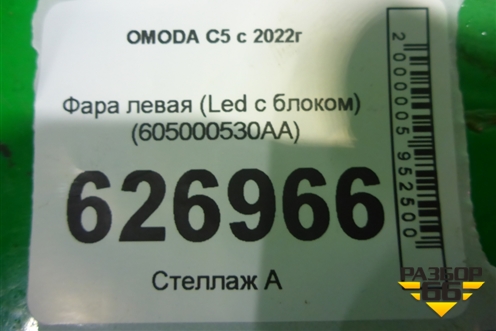 OMODA C5 с 2022г
Фара левая (Led с блоком)
(605000530AA)
626966
Стеллаж А
2000005952500
РАЗБОР
66